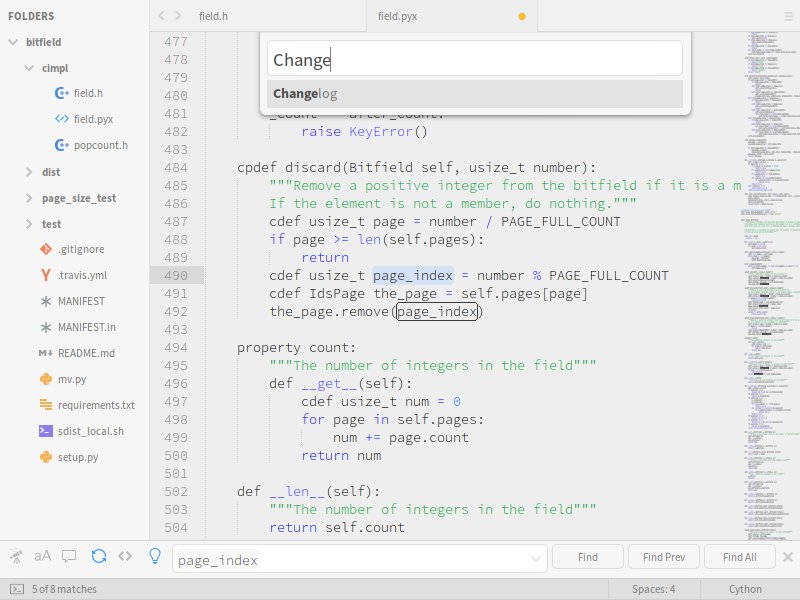 FOLDERS
bitfield
cimpl
field.h
field.pyx
popcount.h
dist
page_size_test
test
.gitignore
.travis.yml
MANIFEST
MANIFEST.in
README.md
mv.py
requirements.txt
sdist_local.sh
setup.py
field.h
field.pyx
Change
Changelog
477
478
479
480
481
482 raise KeyError()
483
484 cpdef discard(Bitfield self, usize_t number):
485 """Remove a positive integer from the bitfield if it is a m
486 If the element is not a member, do nothing."""
487 cdef usize_t page = number / PAGE_FULL_COUNT
488 if page >= len(self.pages):
489 return
490 cdef usize_t page_index = number % PAGE_FULL_COUNT
491 cdef IdsPage the_page = self.pages[page]
492 the_page.remove(page_index)
493
494 property count:
495 """The number of integers in the field"""
496 def __get__(self):
497 cdef usize_t num = 0
498 for page in self.pages:
499 num += page.count
500 return num
501
502 def __len__(self):
503 """The number of integers in the field"""
504 return self.count
aA
page_index
Find
Find Prev
Find All
5 of 8 matches
Spaces: 4
Cython